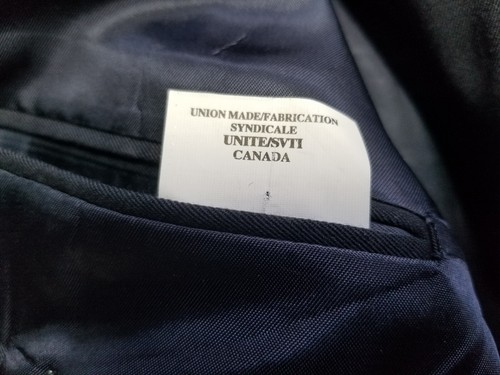 UNION MADE/FABRICATION
SYNDICALE
UNITE/SVTI
CANADA